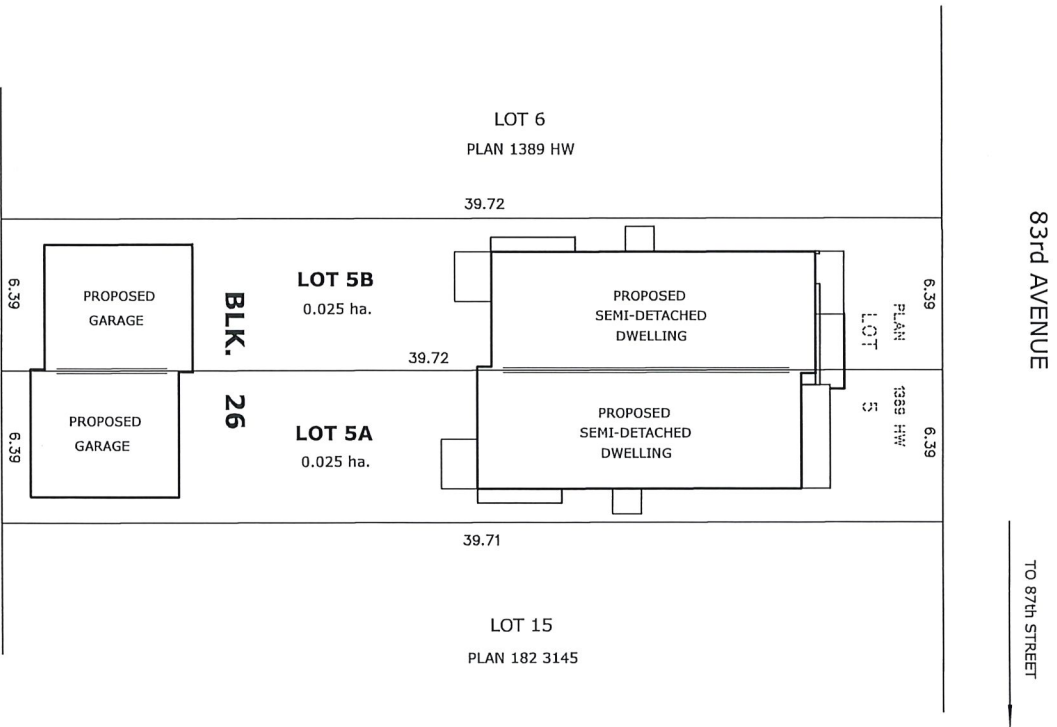 LOT 6
PLAN 1389 HW
39.72
83rd AVENUE
6.39
PROPOSED
GARAGE
BLK. 26
LOT 5B
0.025 ha.
PROPOSED
SEMI-DETACHED
DWELLING
PLAN 1389 HW
LOT 5
6.39
39.72
6.39
PROPOSED
GARAGE
LOT 5A
0.025 ha.
PROPOSED
SEMI-DETACHED
DWELLING
6.39
39.71
TO 87th STREET
LOT 15
PLAN 182 3145